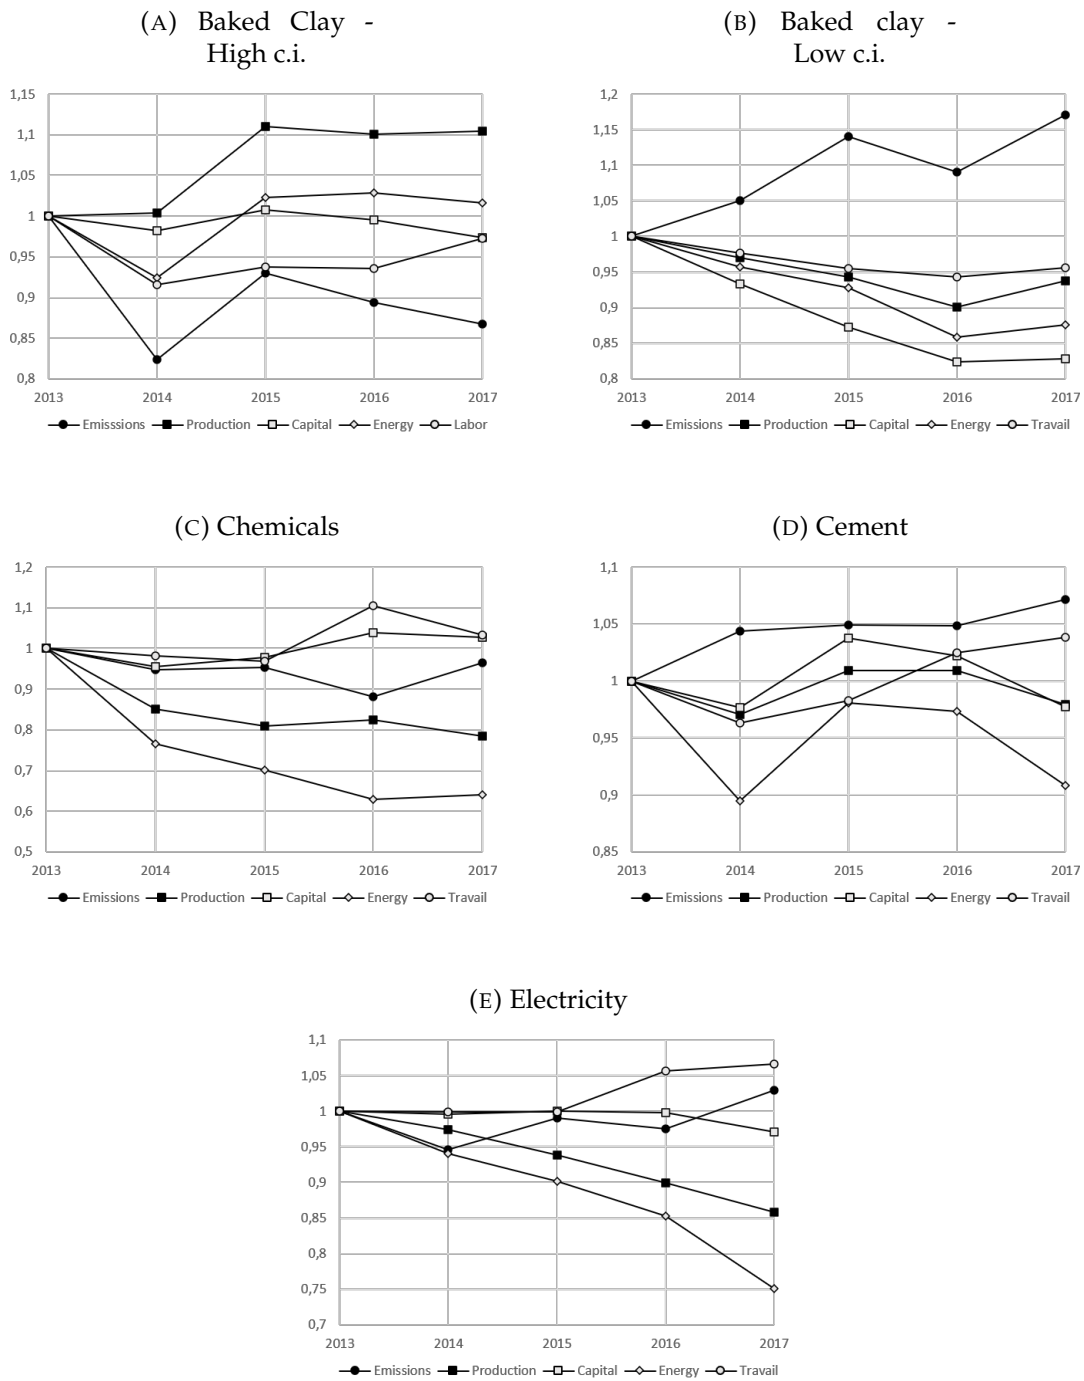 (A) Baked Clay -
High c.i.
1,15
1,1
1,05
1
0,95
0,9
0,85
0,8
2013 2014 2015 2016 2017
Emisssions Production Capital Energy Labor
(B) Baked clay -
Low c.i.
1,2
1,15
1,1
1,05
1
0,95
0,9
0,85
0,8
2013 2014 2015 2016 2017
Emissions Production Capital Energy Travail
(C) Chemicals
1,2
1,1
1
0,9
0,8
0,7
0,6
0,5
2013 2014 2015 2016 2017
Emissions Production Capital Energy Travail
(D) Cement
1,1
1,05
1
0,95
0,9
0,85
2013 2014 2015 2016 2017
Emissions Production Capital Energy Travail
(E) Electricity
1,1
1,05
1
0,95
0,9
0,85
0,8
0,75
0,7
2013 2014 2015 2016 2017
Emissions Production Capital Energy Travail